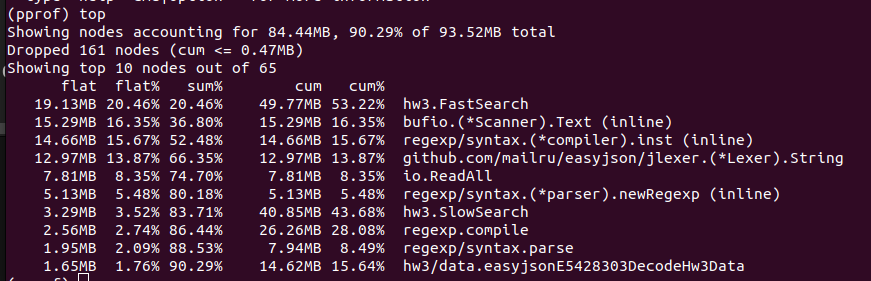 (pprof) top
Showing nodes accounting for 84.44MB, 90.29% of 93.52MB total
Dropped 161 nodes (cum <= 0.47MB)
Showing top 10 nodes out of 65
flat flat% sum% cum cum%
19.13MB 20.46% 20.46% 49.77MB 53.22% hw3.FastSearch
15.29MB 16.35% 36.80% 15.29MB 16.35% bufio.(*Scanner).Text (inline)
14.66MB 15.67% 52.48% 14.66MB 15.67% regexp/syntax.(*compiler).inst (inline)
12.97MB 13.87% 66.35% 12.97MB 13.87% github.com/mailru/easyjson/jlexer.(*Lexer).String
7.81MB 8.35% 74.70% 7.81MB 8.35% io.ReadAll
5.13MB 5.48% 80.18% 5.13MB 5.48% regexp/syntax.(*parser).newRegexp (inline)
3.29MB 3.52% 83.71% 40.85MB 43.68% hw3.SlowSearch
2.56MB 2.74% 86.44% 26.26MB 28.08% regexp.compile
1.95MB 2.09% 88.53% 7.94MB 8.49% regexp/syntax.parse
1.65MB 1.76% 90.29% 14.62MB 15.64% hw3/data.easyjsonE5428303DecodeHw3Data